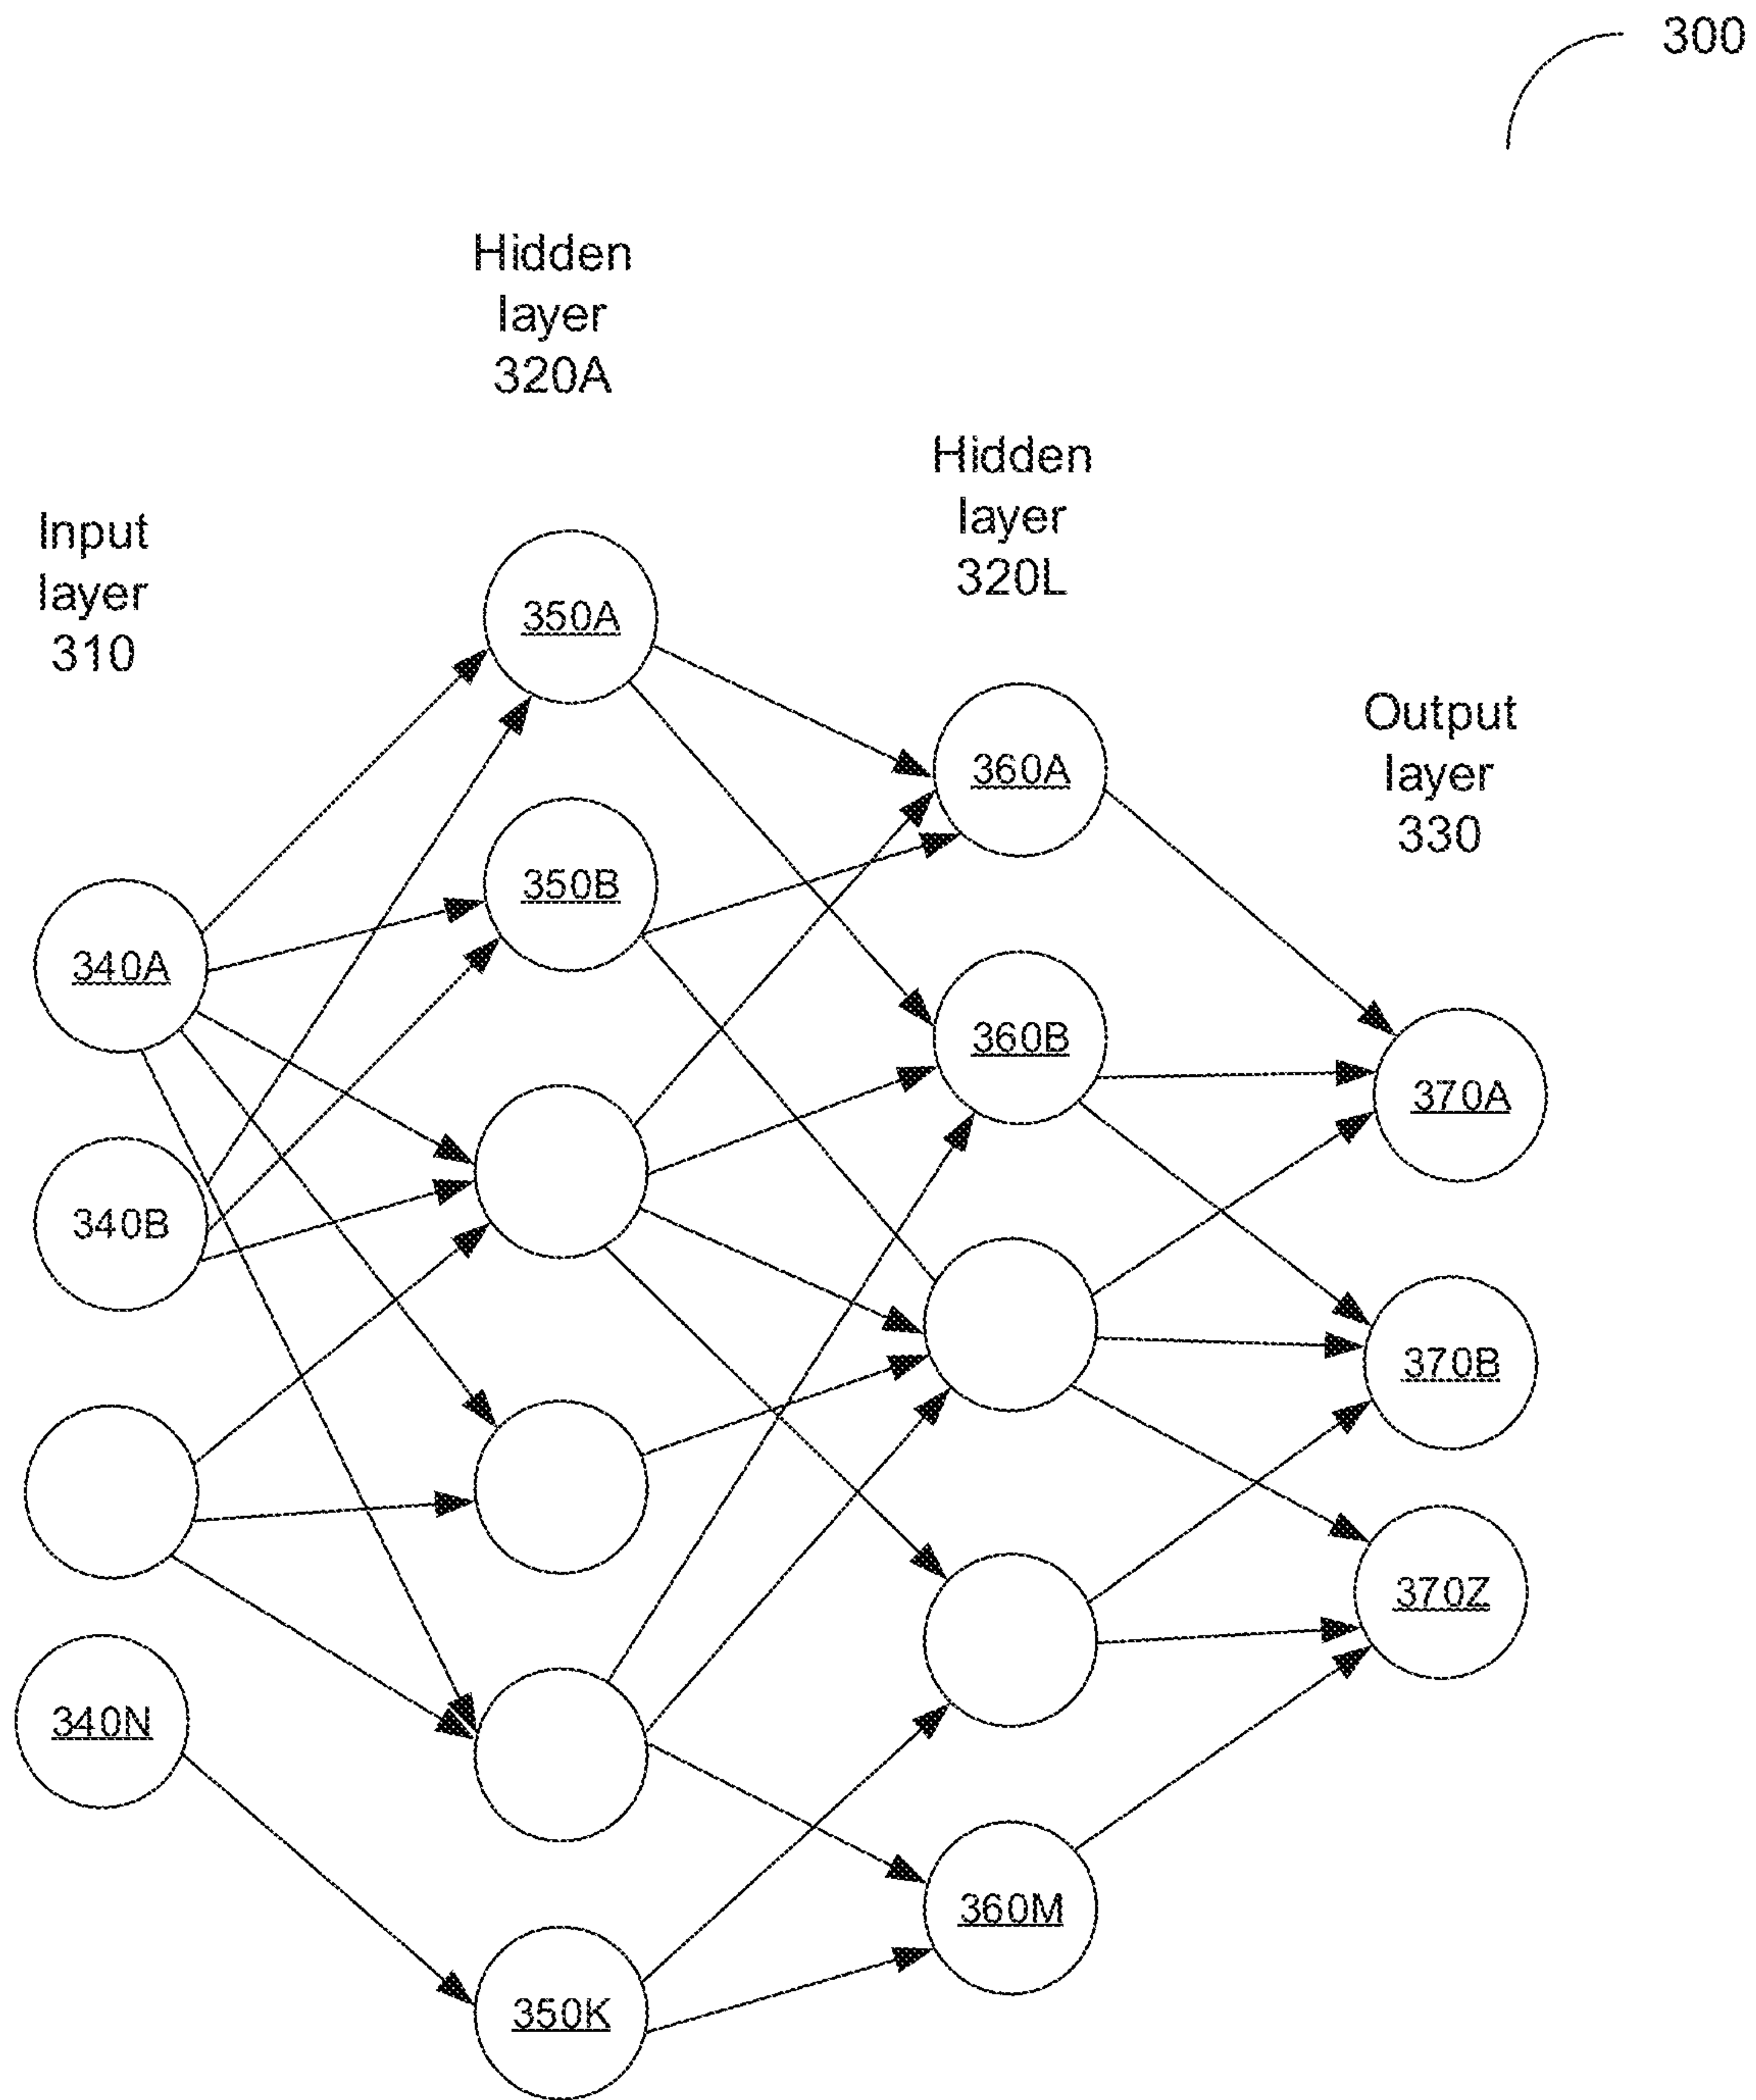 300
Hidden
layer
320A
Hidden
layer
320L
Input
layer
310
Output
layer
330
350A
360A
350B
340A
360B
370A
340B
370B
370Z
340N
360M
350K